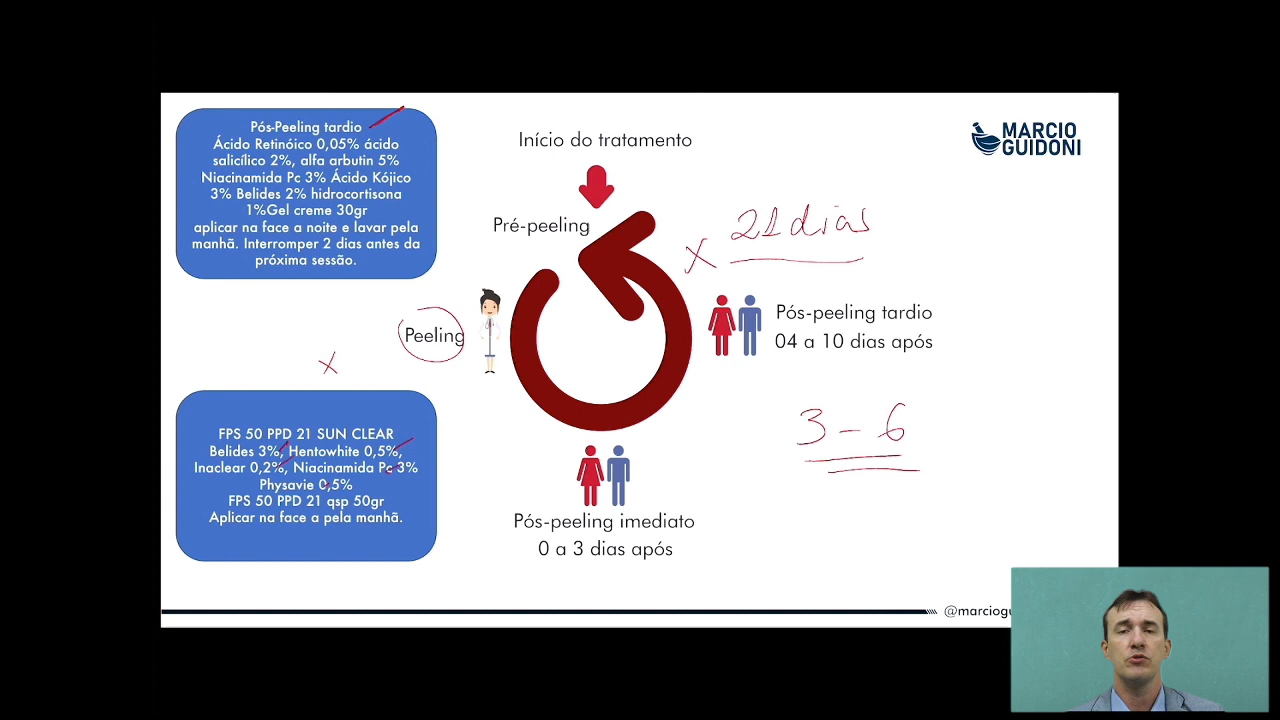 Pós-Peeling tardio
Ácido Retinóico 0,05% ácido
salicílico 2%, alfa arbutin 5%
Niacinamida Pc 3% Ácido Kójico
3% Belides 2% hidrocortisona
1%Gel creme 30gr
aplicar na face a noite e lavar pela
manhã. Interromper 2 dias antes da
próxima sessão.
Início do tratamento
MARCIO
GUIDONI
Pré-peeling
21 dias
Peeling
Pós-peeling tardio
04 a 10 dias após
3 - 6
FPS 50 PPD 21 SUN CLEAR
Belides 3%, Hentowhite 0,5%,
Inaclear 0,2%, Niacinamida Pc 3%
Physavie 0,5%
FPS 50 PPD 21 qsp 50gr
Aplicar na face a pela manhã.
Pós-peeling imediato
0 a 3 dias após